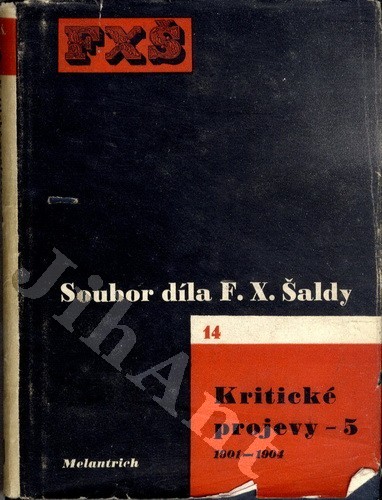 FXŠ
Soubor díla F. X. Šaldy
14
Kritické
projevy – 5
1901—1904
Melantrich
JihAnt